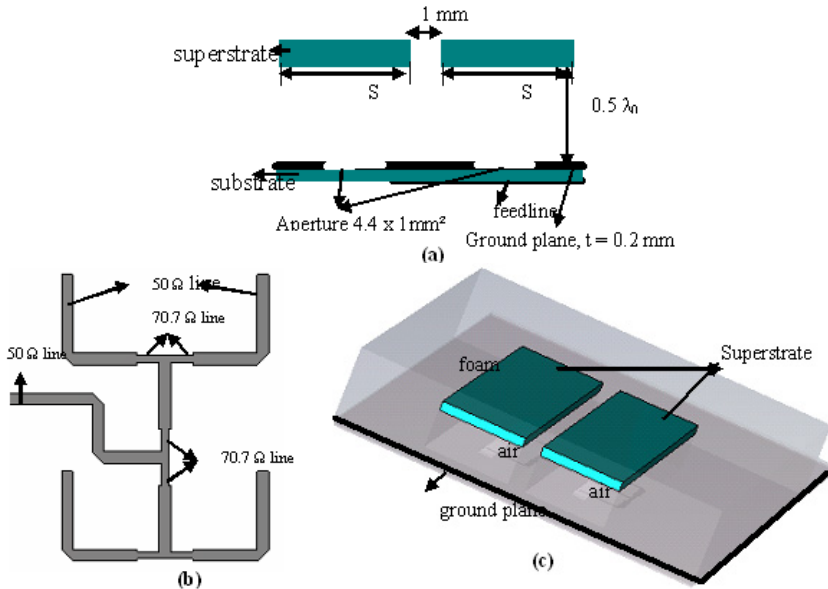 1 mm
superstrate
S
S
0.5 λ₀
substrate
feedline
Aperture 4.4 x 1mm²
Ground plane, t = 0.2 mm
(a)
50 Ω line
70.7 Ω line
50 Ω line
70.7 Ω line
(b)
Superstrate
foam
air
air
ground plane
(c)